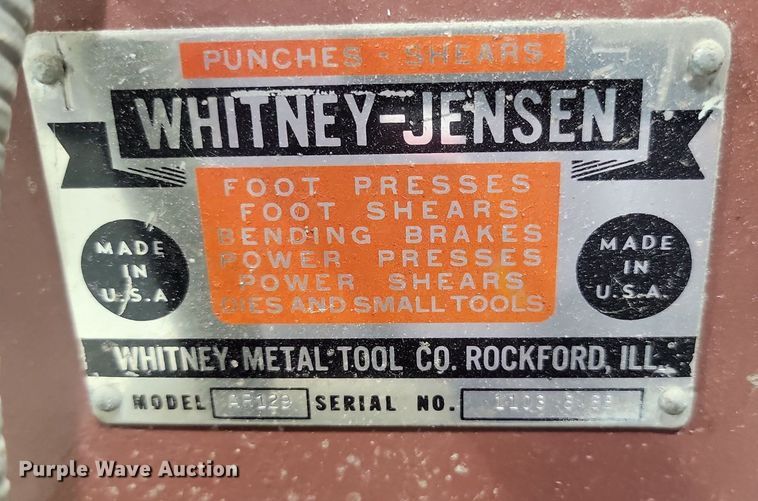 PUNCHES - SHEARS
WHITNEY-JENSEN
FOOT PRESSES
FOOT SHEARS
BENDING BRAKES
POWER PRESSES
POWER SHEARS
DIES AND SMALL TOOLS
MADE
IN
U.S.A.
MADE
IN
U.S.A.
WHITNEY METAL TOOL CO. ROCKFORD, ILL.
MODEL SERIAL NO.
Purple Wave Auction